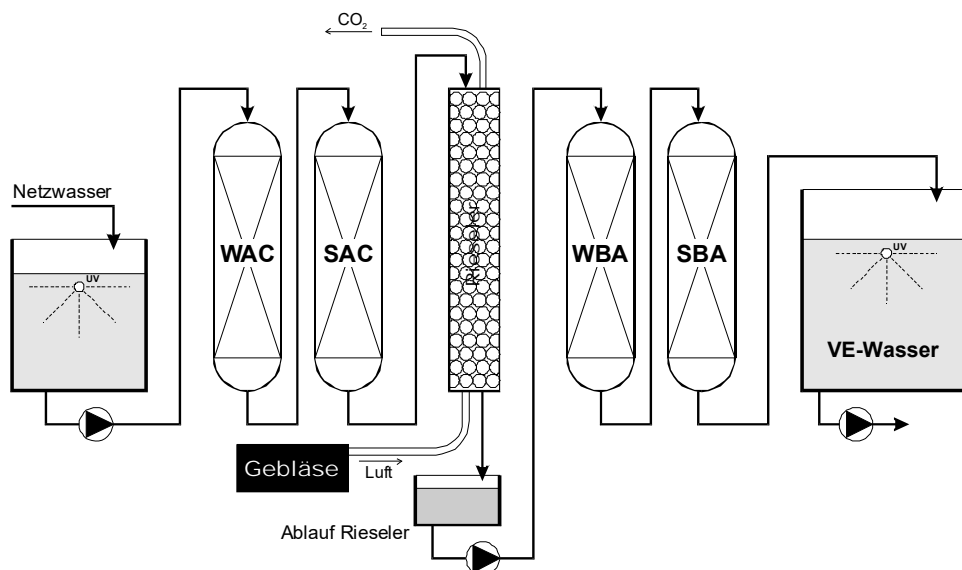 CO2
Netzwasser
UV
WAC
SAC
Rieseler
WBA
SBA
UV
VE-Wasser
Gebläse
Luft
Ablauf Rieseler